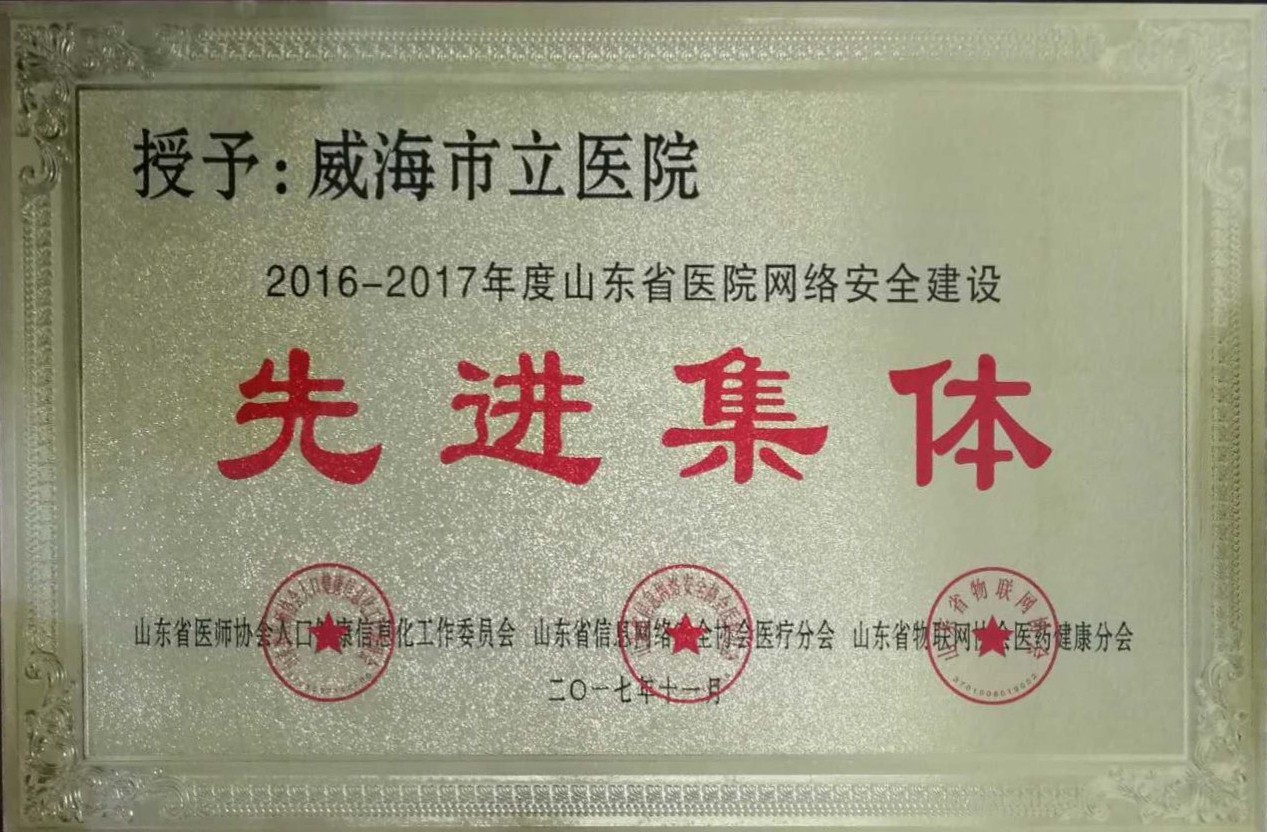 授予：威海市立医院
2016-2017年度山东省医院网络安全建设
先进集体
山东省医师协会人口健康信息化工作委员会 山东省信息网络安全协会医疗分会 山东省物联网协会医药健康分会
二〇一七年十一月